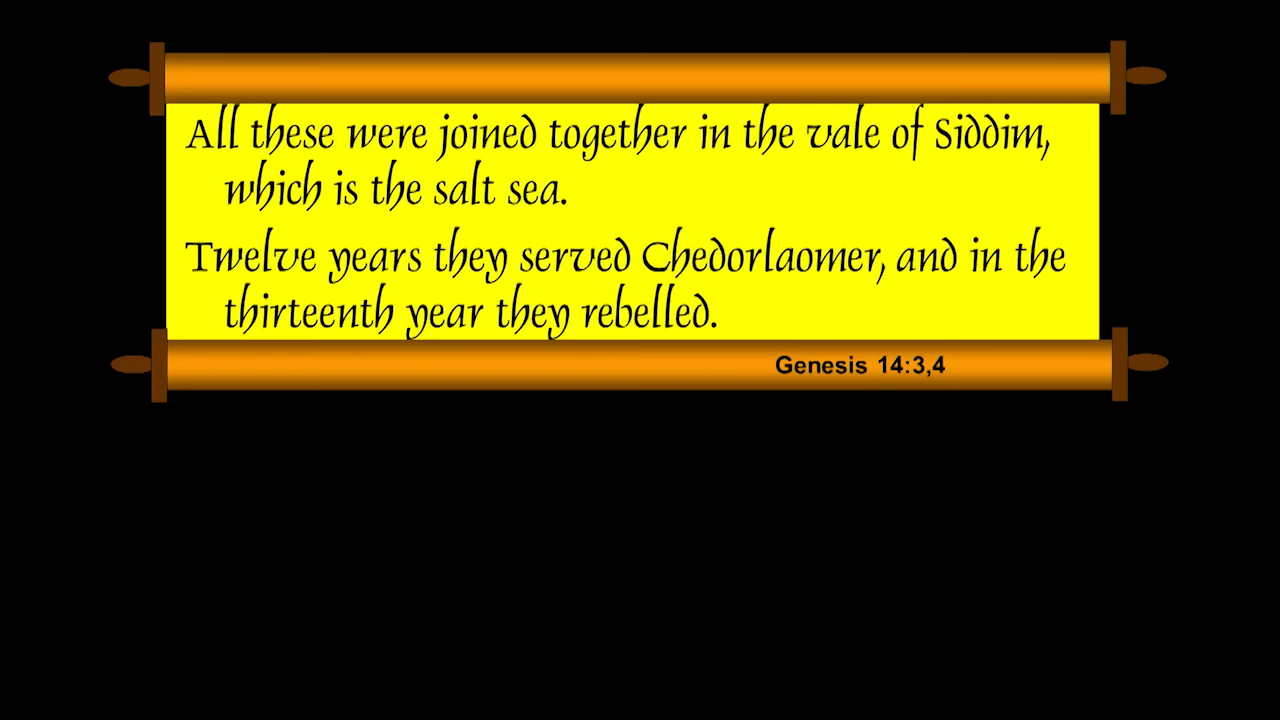 All these were joined together in the vale of Siddim,
which is the salt sea.
Twelve years they served Chedorlaomer, and in the
thirteenth year they rebelled.
Genesis 14:3,4